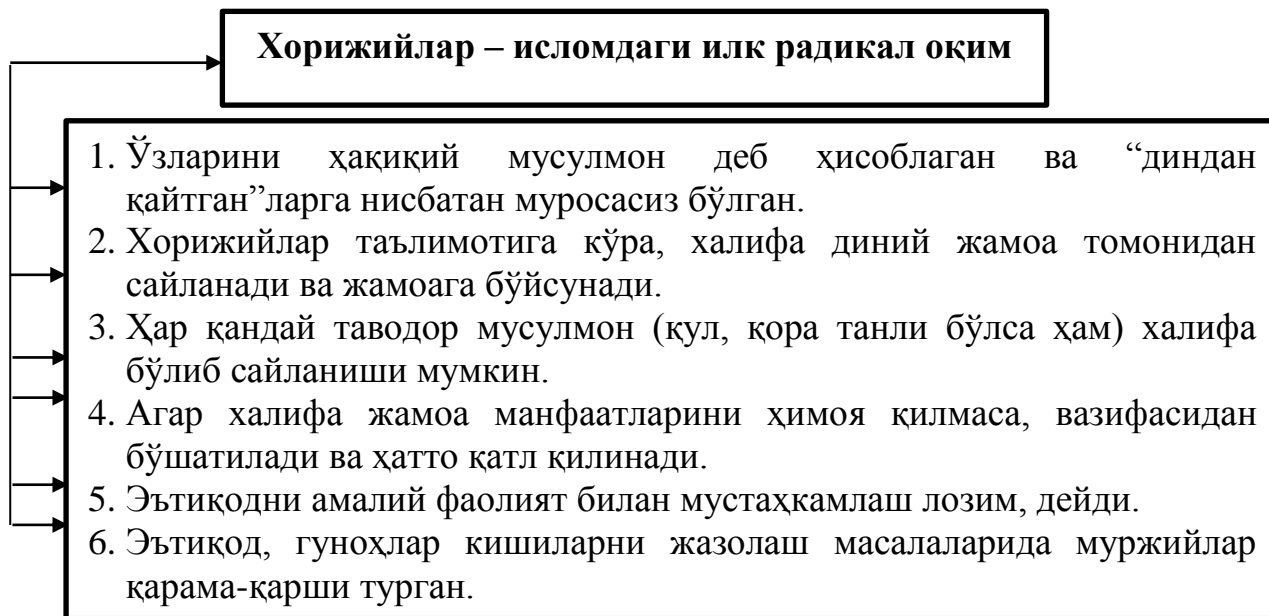 Хорижийлар – исломдаги илк радикал оқим
1. Ўзларини ҳақиқий мусулмон деб ҳисоблаган ва “диндан
қайтган”ларга нисбатан муросасиз бўлган.
2. Хорижийлар таълимотига кўра, халифа диний жамоа томонидан
сайланади ва жамоага бўйсунади.
3. Ҳар қандай таводор мусулмон (қул, қора танли бўлса ҳам) халифа
бўлиб сайланиши мумкин.
4. Агар халифа жамоа манфаатларини ҳимоя қилмаса, вазифасидан
бўшатилади ва ҳатто қатл қилинади.
5. Эътиқодни амалий фаолият билан мустаҳкамлаш лозим, дейди.
6. Эътиқод, гуноҳлар кишиларни жазолаш масалаларида муржийлар
қарама-қарши турган.